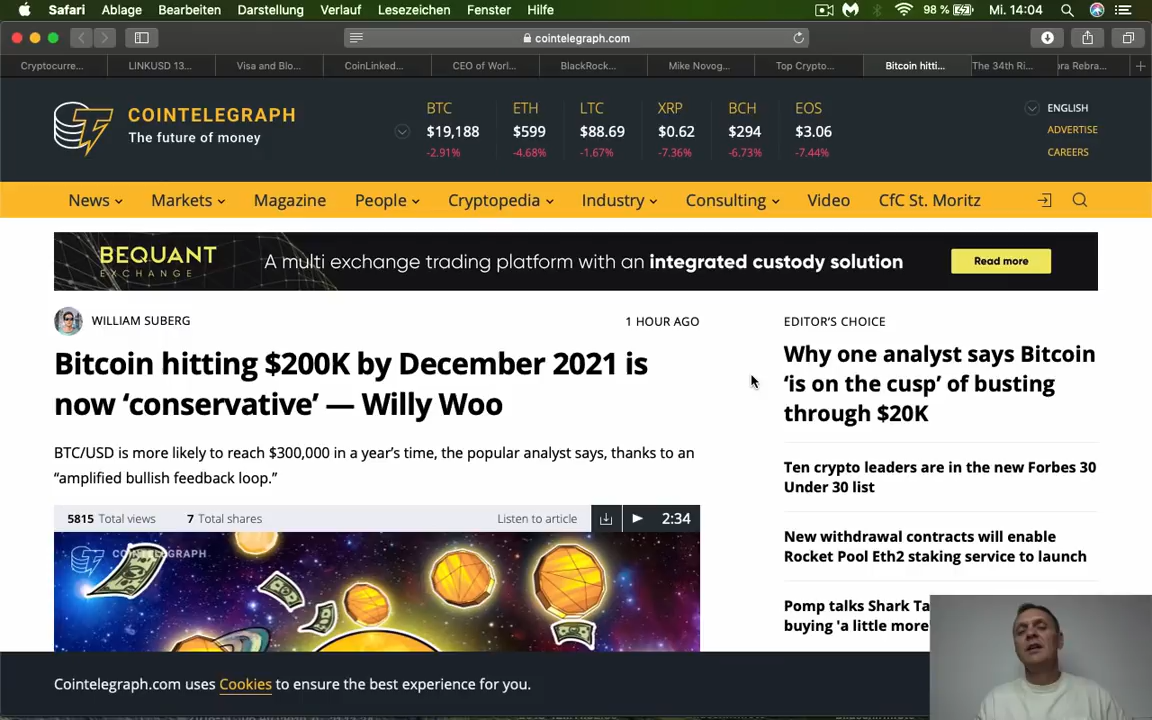 Safari Ablage Bearbeiten Darstellung Verlauf Lesezeichen Fenster Hilfe 98 % Mi. 14:04
cointelegraph.com
Cryptocurre... LINKUSD 13... Visa and Blo... CoinLinked... CEO of Worl... BlackRock... Mike Novog... Top Crypto... Bitcoin hitti... The 34th Ri... ora Rebra...
COINTELEGRAPH
The future of money
BTC ETH LTC XRP BCH EOS
$19,188 $599 $88.69 $0.62 $294 $3.06
-2.91% -4.68% -1.67% -7.36% -6.73% -7.44%
ENGLISH
ADVERTISE
CAREERS
News Markets Magazine People Cryptopedia Industry Consulting Video CfC St. Moritz
BEQUANT
EXCHANGE
A multi exchange trading platform with an integrated custody solution
Read more
WILLIAM SUBERG
1 HOUR AGO
Bitcoin hitting $200K by December 2021 is
now ‘conservative’ — Willy Woo
BTC/USD is more likely to reach $300,000 in a year’s time, the popular analyst says, thanks to an
“amplified bullish feedback loop.”
5815 Total views 7 Total shares Listen to article 2:34
COINTELEGRAPH
EDITOR’S CHOICE
Why one analyst says Bitcoin
‘is on the cusp’ of busting
through $20K
Ten crypto leaders are in the new Forbes 30
Under 30 list
New withdrawal contracts will enable
Rocket Pool Eth2 staking service to launch
Pomp talks Shark Ta
buying 'a little more
Cointelegraph.com uses Cookies to ensure the best experience for you.